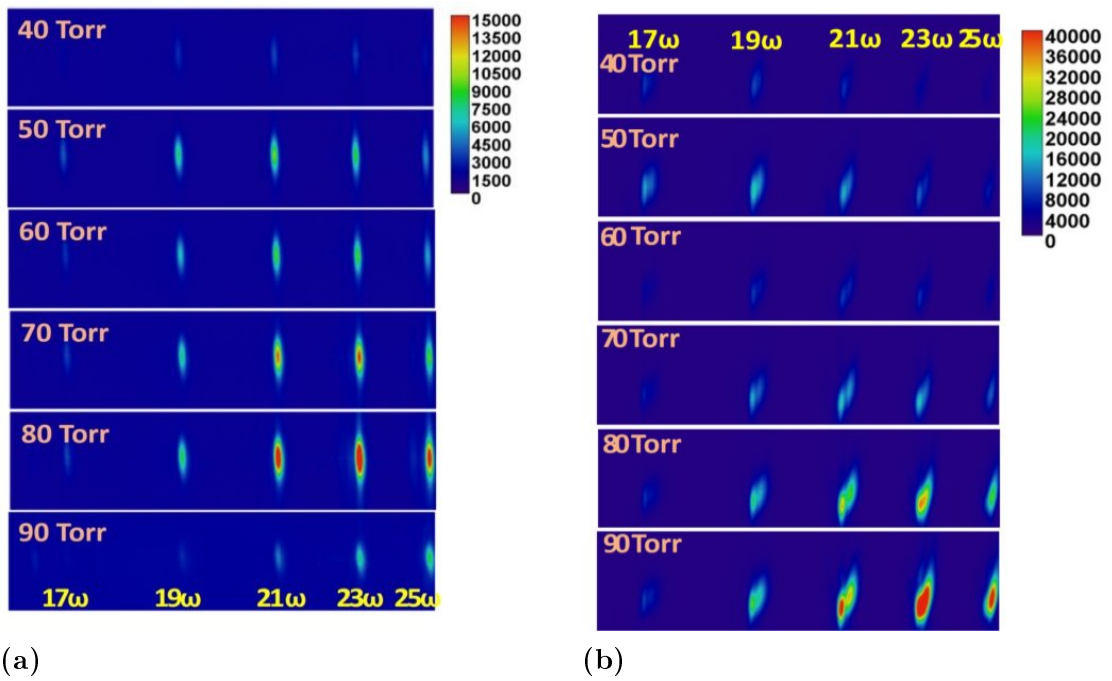 40 Torr
50 Torr
60 Torr
70 Torr
80 Torr
90 Torr
17ω 19ω 21ω 23ω 25ω
15000
13500
12000
10500
9000
7500
6000
4500
3000
1500
0
(a)
17ω 19ω 21ω 23ω 25ω
40 Torr
50 Torr
60 Torr
70 Torr
80 Torr
90 Torr
40000
36000
32000
28000
24000
20000
16000
12000
8000
4000
0
(b)